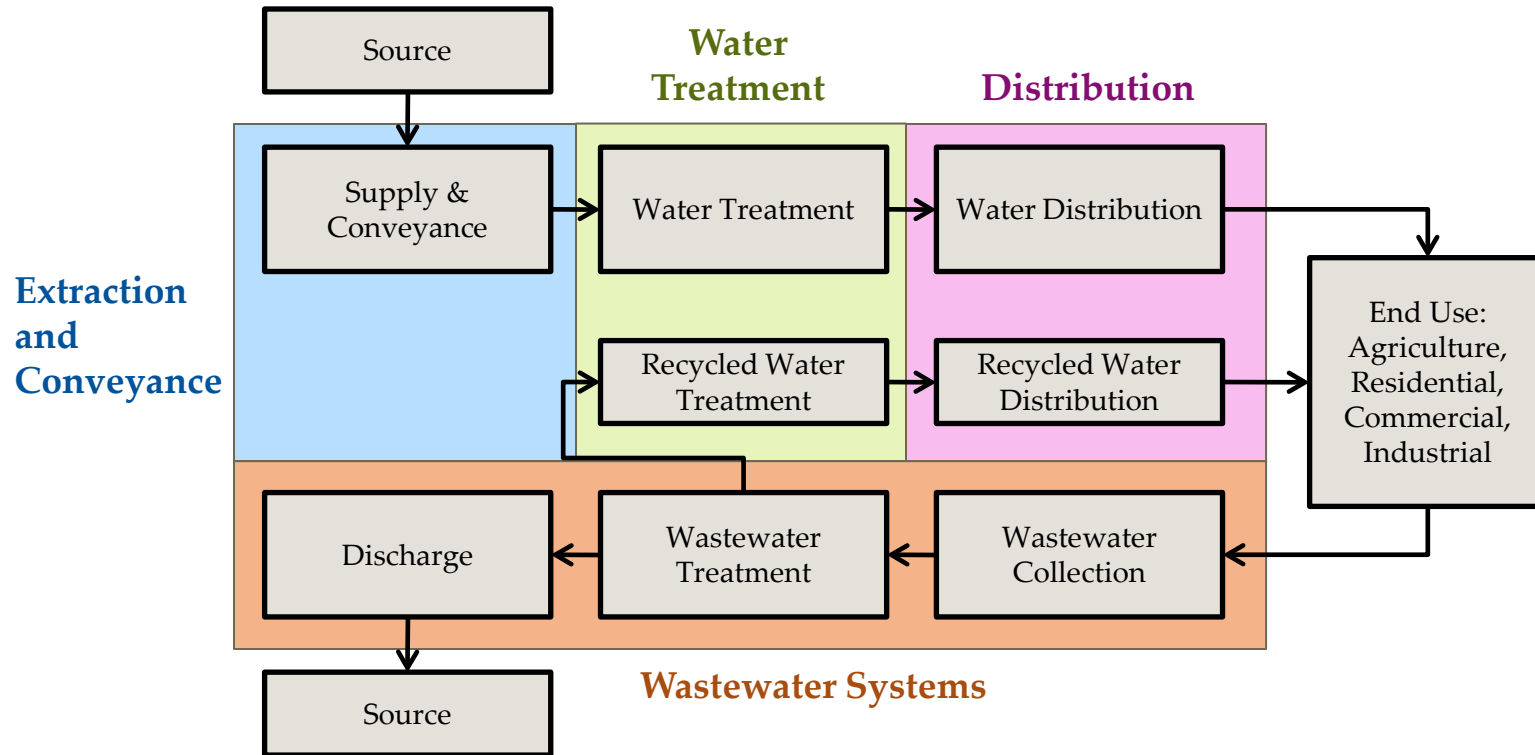 Source
Water
Treatment
Distribution
Supply &
Conveyance
Water Treatment
Water Distribution
Extraction
and
Conveyance
End Use:
Agriculture,
Residential,
Commercial,
Industrial
Recycled Water
Treatment
Recycled Water
Distribution
Discharge
Wastewater
Treatment
Wastewater
Collection
Wastewater Systems
Source